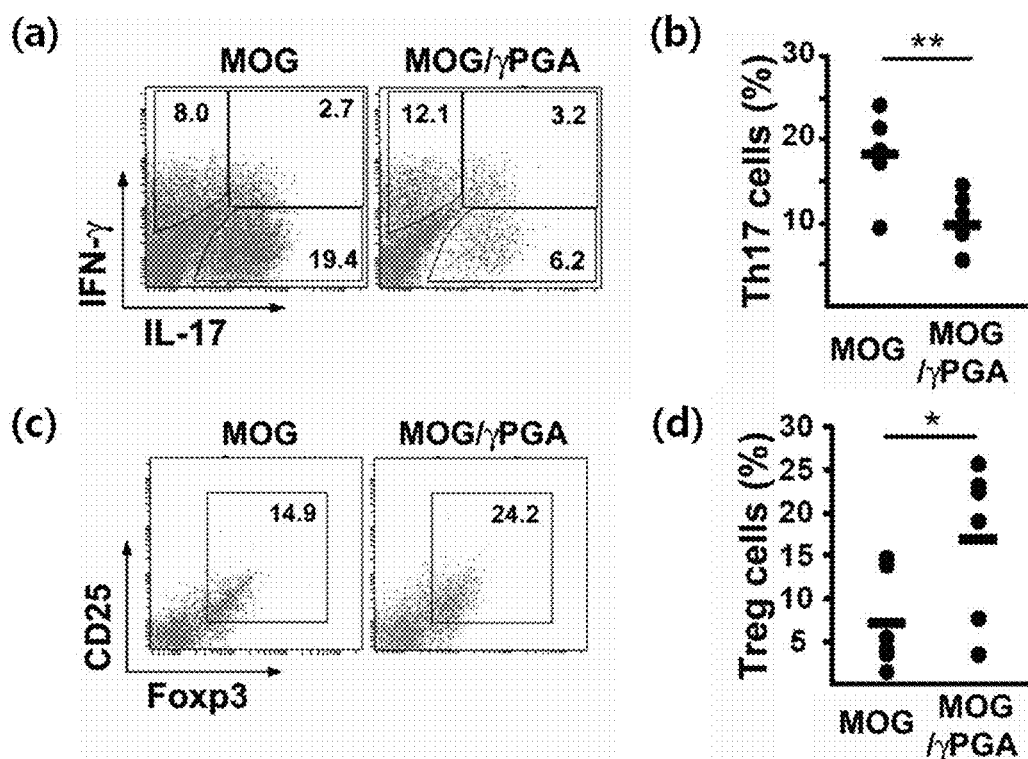 (a)
MOG
MOG/γPGA
8.0
2.7
12.1
3.2
19.4
6.2
IFN-γ
IL-17
(b)
**
30
20
10
Th17 cells (%)
MOG
MOG
/γPGA
(c)
MOG
MOG/γPGA
14.9
24.2
CD25
Foxp3
(d)
*
30
25
20
15
10
5
Treg cells (%)
MOG
MOG
/γPGA